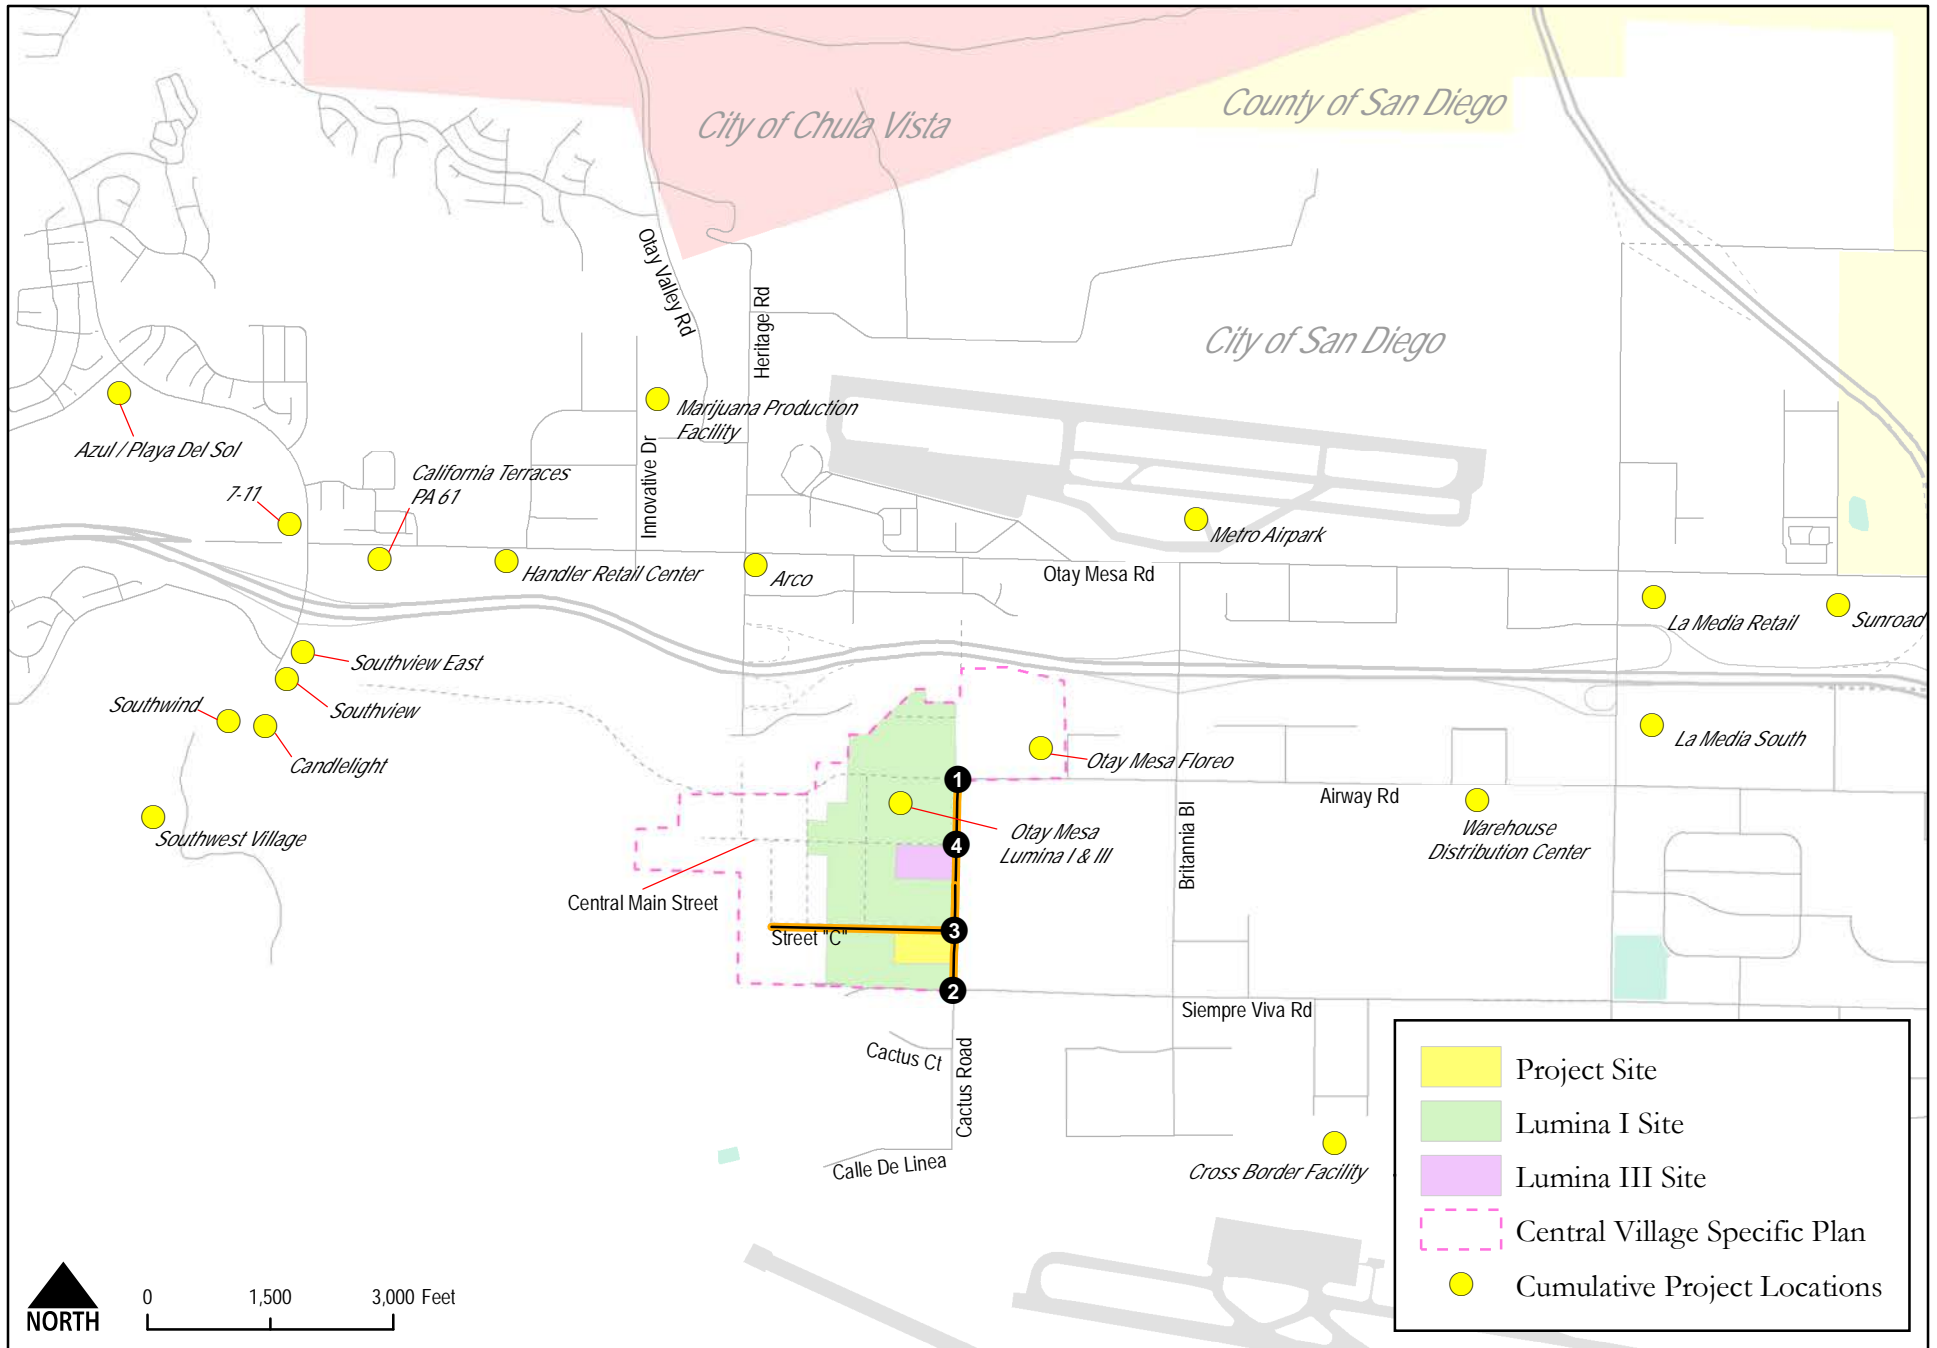 City of Chula Vista
County of San Diego
City of San Diego
Otay Valley Rd
Heritage Rd
Azul / Playa Del Sol
7-11
California Terraces
PA 61
Marijuana Production
Facility
Innovative Dr
Handler Retail Center
Arco
Metro Airpark
Otay Mesa Rd
La Media Retail
Sunroad
Southview East
Southview
Southwind
Candlelight
Southwest Village
Otay Mesa Floreo
La Media South
1
Airway Rd
Otay Mesa
Lumina I & III
4
Britannia Bl
Warehouse
Distribution Center
Central Main Street
Street "C"
3
2
Siempre Viva Rd
Cactus Ct
Cactus Road
Calle De Linea
Cross Border Facility
Project Site
Lumina I Site
Lumina III Site
Central Village Specific Plan
Cumulative Project Locations
NORTH
0 1,500 3,000 Feet